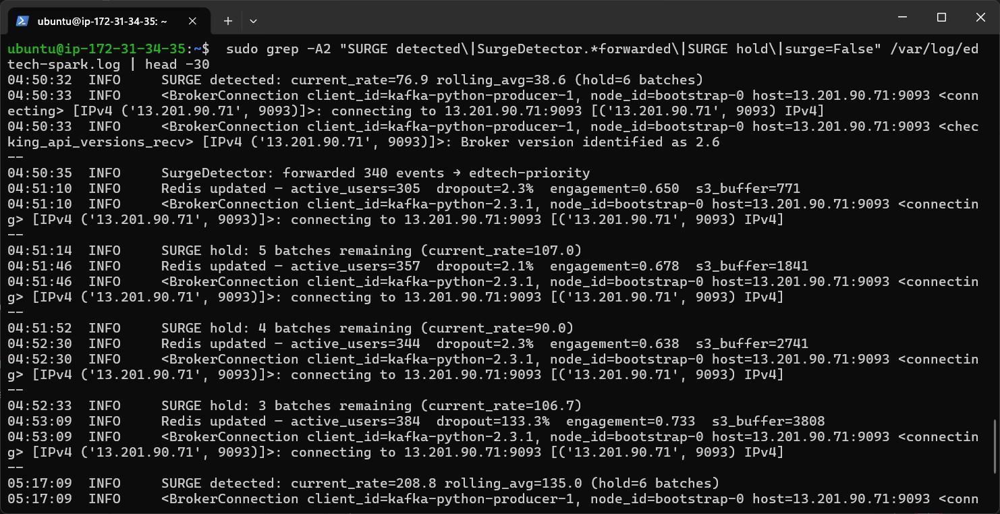 ubuntu@ip-172-31-34-35: ~
ubuntu@ip-172-31-34-35:~$  sudo grep -A2 "SURGE detected\|SurgeDetector.*forwarded\|SURGE hold\|surge=False" /var/log/ed
tech-spark.log | head -30
04:50:32  INFO     SURGE detected: current_rate=76.9 rolling_avg=38.6 (hold=6 batches)
04:50:33  INFO     <BrokerConnection client_id=kafka-python-producer-1, node_id=bootstrap-0 host=13.201.90.71:9093 <conn
ecting> [IPv4 ('13.201.90.71', 9093)]>: connecting to 13.201.90.71:9093 [('13.201.90.71', 9093) IPv4]
04:50:33  INFO     <BrokerConnection client_id=kafka-python-producer-1, node_id=bootstrap-0 host=13.201.90.71:9093 <chec
king_api_versions_recv> [IPv4 ('13.201.90.71', 9093)]>: Broker version identified as 2.6
--
04:50:35  INFO     SurgeDetector: forwarded 340 events → edtech-priority
04:51:10  INFO     Redis updated — active_users=305  dropout=2.3%  engagement=0.650  s3_buffer=771
04:51:10  INFO     <BrokerConnection client_id=kafka-python-2.3.1, node_id=bootstrap-0 host=13.201.90.71:9093 <connectin
g> [IPv4 ('13.201.90.71', 9093)]>: connecting to 13.201.90.71:9093 [('13.201.90.71', 9093) IPv4]
--
04:51:14  INFO     SURGE hold: 5 batches remaining (current_rate=107.0)
04:51:46  INFO     Redis updated — active_users=357  dropout=2.1%  engagement=0.678  s3_buffer=1841
04:51:46  INFO     <BrokerConnection client_id=kafka-python-2.3.1, node_id=bootstrap-0 host=13.201.90.71:9093 <connectin
g> [IPv4 ('13.201.90.71', 9093)]>: connecting to 13.201.90.71:9093 [('13.201.90.71', 9093) IPv4]
--
04:51:52  INFO     SURGE hold: 4 batches remaining (current_rate=90.0)
04:52:30  INFO     Redis updated — active_users=344  dropout=2.3%  engagement=0.638  s3_buffer=2741
04:52:30  INFO     <BrokerConnection client_id=kafka-python-2.3.1, node_id=bootstrap-0 host=13.201.90.71:9093 <connectin
g> [IPv4 ('13.201.90.71', 9093)]>: connecting to 13.201.90.71:9093 [('13.201.90.71', 9093) IPv4]
--
04:52:33  INFO     SURGE hold: 3 batches remaining (current_rate=106.7)
04:53:09  INFO     Redis updated — active_users=384  dropout=133.3%  engagement=0.733  s3_buffer=3808
04:53:09  INFO     <BrokerConnection client_id=kafka-python-2.3.1, node_id=bootstrap-0 host=13.201.90.71:9093 <connectin
g> [IPv4 ('13.201.90.71', 9093)]>: connecting to 13.201.90.71:9093 [('13.201.90.71', 9093) IPv4]
--
05:17:09  INFO     SURGE detected: current_rate=208.8 rolling_avg=135.0 (hold=6 batches)
05:17:09  INFO     <BrokerConnection client_id=kafka-python-producer-1, node_id=bootstrap-0 host=13.201.90.71:9093 <conn